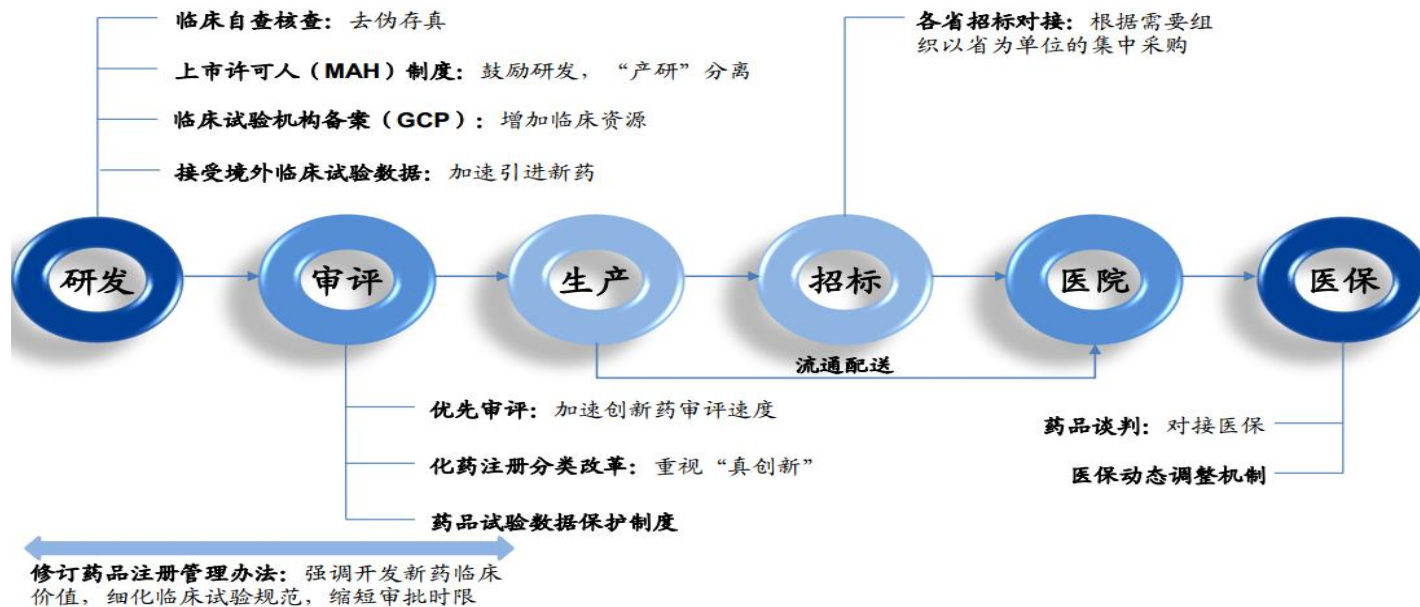 临床自查核查：去伪存真
上市许可人（MAH）制度：鼓励研发，“产研”分离
临床试验机构备案（GCP）：增加临床资源
接受境外临床试验数据：加速引进新药
各省招标对接：根据需要组
织以省为单位的集中采购
研发
审评
生产
招标
医院
医保
流通配送
优先审评：加速创新药审评速度
化药注册分类改革：重视“真创新”
药品试验数据保护制度
药品谈判：对接医保
医保动态调整机制
修订药品注册管理办法：强调开发新药临床
价值，细化临床试验规范，缩短审批时限